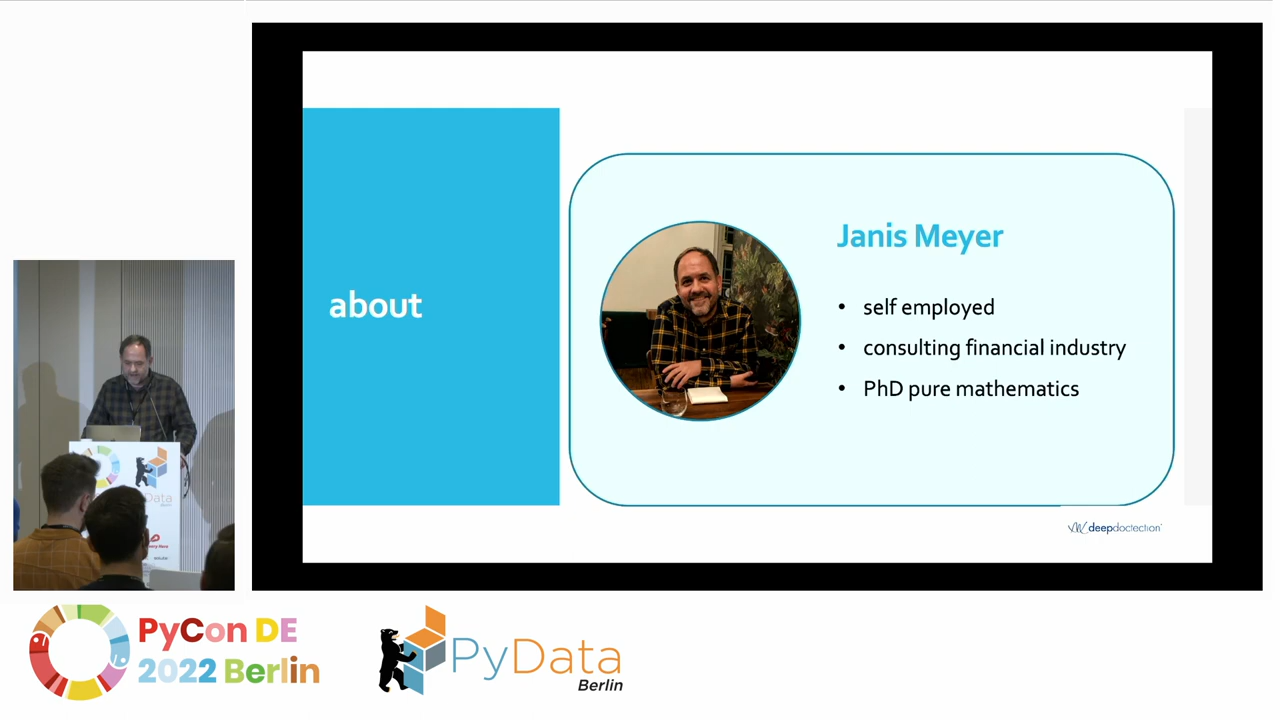 about
Janis Meyer
• self employed
• consulting financial industry
• PhD pure mathematics
deepdoctection
PyCon DE
2022 Berlin
PyData
Berlin